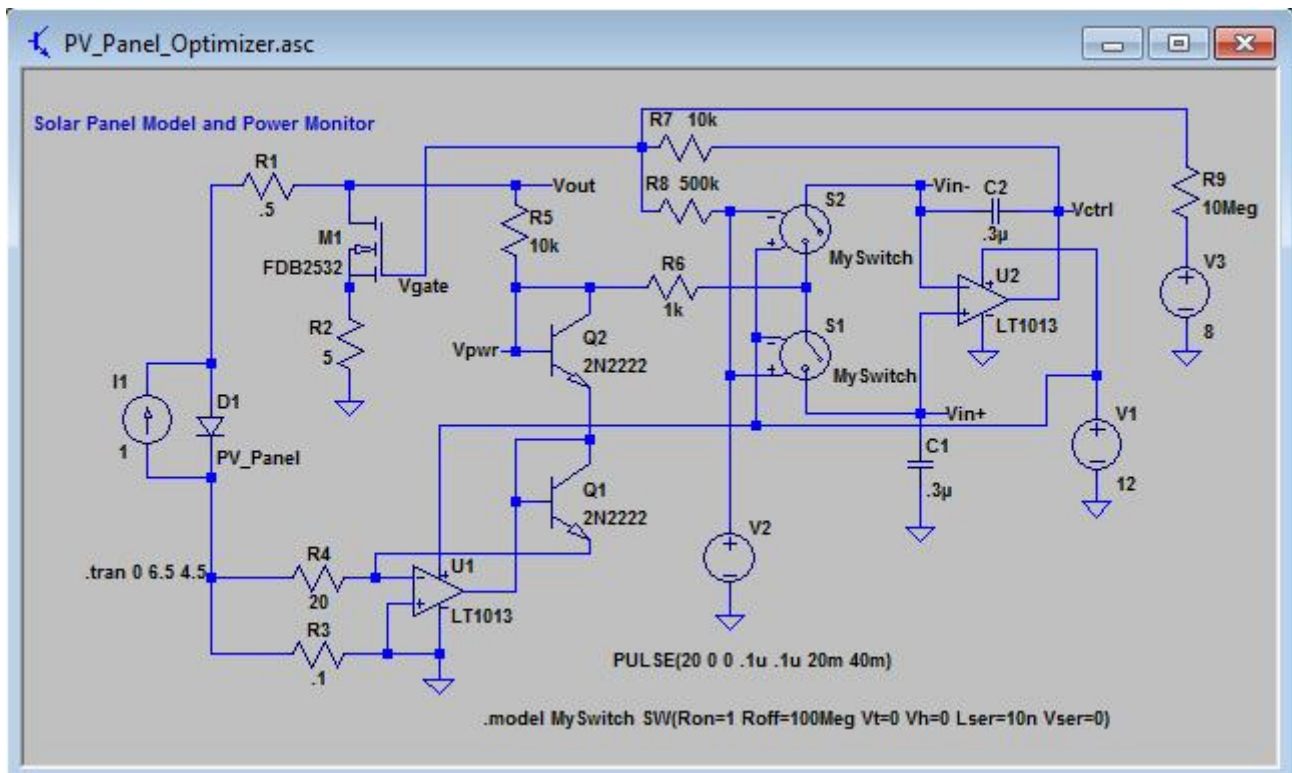 PV_Panel_Optimizer.asc
Solar Panel Model and Power Monitor
R7 10k
R1
.5
Vout
R8 500k
S2
Vin-
C2
.3µ
Vctrl
R9
10Meg
R5
10k
M1
FDB2532
Vgate
MySwitch
R6
1k
U2
LT1013
V3
8
R2
5
Vpwr
Q2
2N2222
S1
MySwitch
I1
1
D1
PV_Panel
Vin+
V1
12
C1
.3µ
Q1
2N2222
V2
.tran 0 6.5 4.5
R4
20
U1
LT1013
R3
.1
PULSE(20 0 0 .1u .1u 20m 40m)
.model MySwitch SW(Ron=1 Roff=100Meg Vt=0 Vh=0 Lser=10n Vser=0)